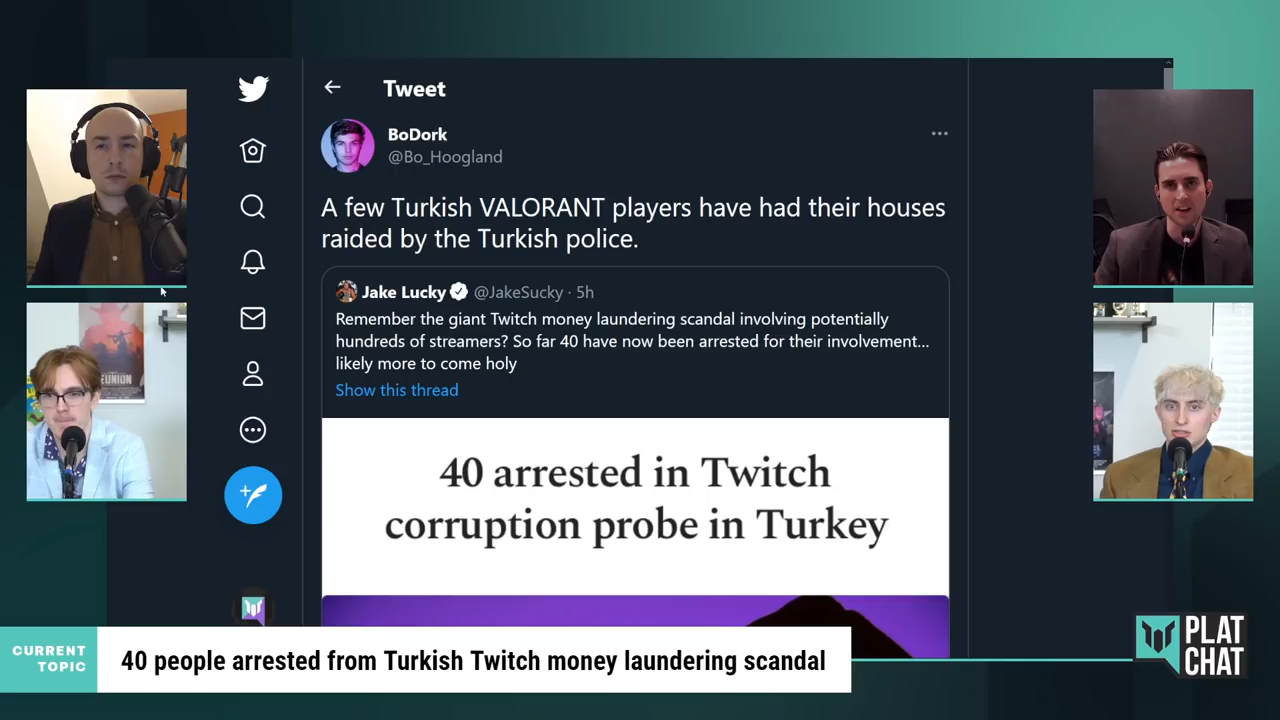 Tweet
BoDork
@Bo_Hoogland
A few Turkish VALORANT players have had their houses
raided by the Turkish police.
Jake Lucky @JakeSucky · 5h
Remember the giant Twitch money laundering scandal involving potentially
hundreds of streamers? So far 40 have now been arrested for their involvement...
likely more to come holy
Show this thread
40 arrested in Twitch
corruption probe in Turkey
CURRENT
TOPIC
40 people arrested from Turkish Twitch money laundering scandal
PLAT
CHAT